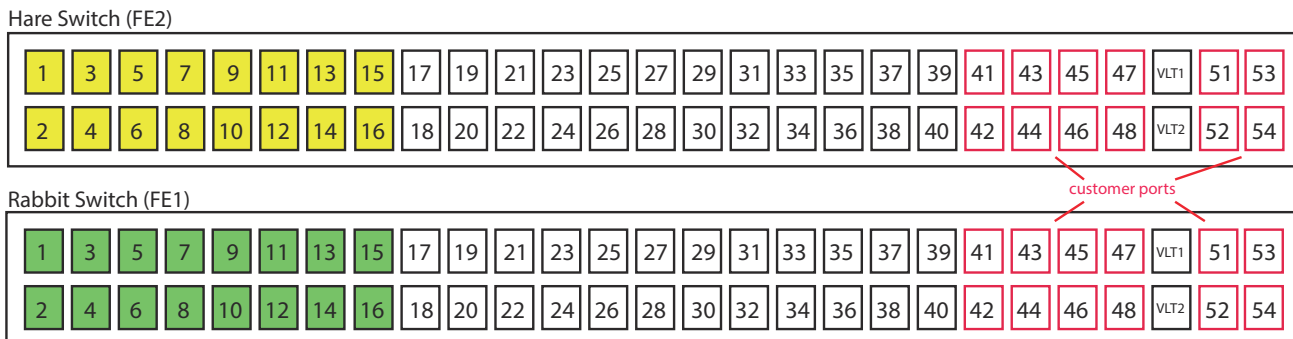 Hare Switch (FE2)
1 3 5 7 9 11 13 15 17 19 21 23 25 27 29 31 33 35 37 39 41 43 45 47 VLT1 51 53
2 4 6 8 10 12 14 16 18 20 22 24 26 28 30 32 34 36 38 40 42 44 46 48 VLT2 52 54
customer ports
Rabbit Switch (FE1)
1 3 5 7 9 11 13 15 17 19 21 23 25 27 29 31 33 35 37 39 41 43 45 47 VLT1 51 53
2 4 6 8 10 12 14 16 18 20 22 24 26 28 30 32 34 36 38 40 42 44 46 48 VLT2 52 54